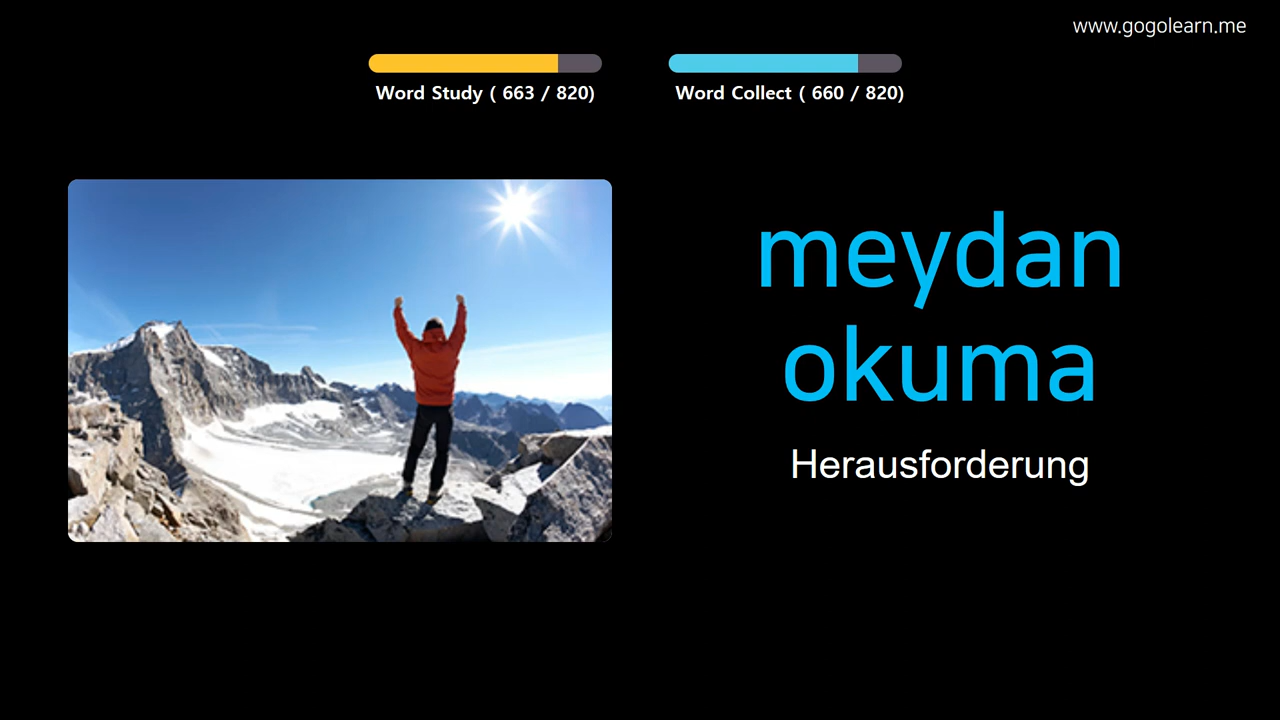 www.gogolearn.me
Word Study ( 663 / 820)
Word Collect ( 660 / 820)
meydan
okuma
Herausforderung